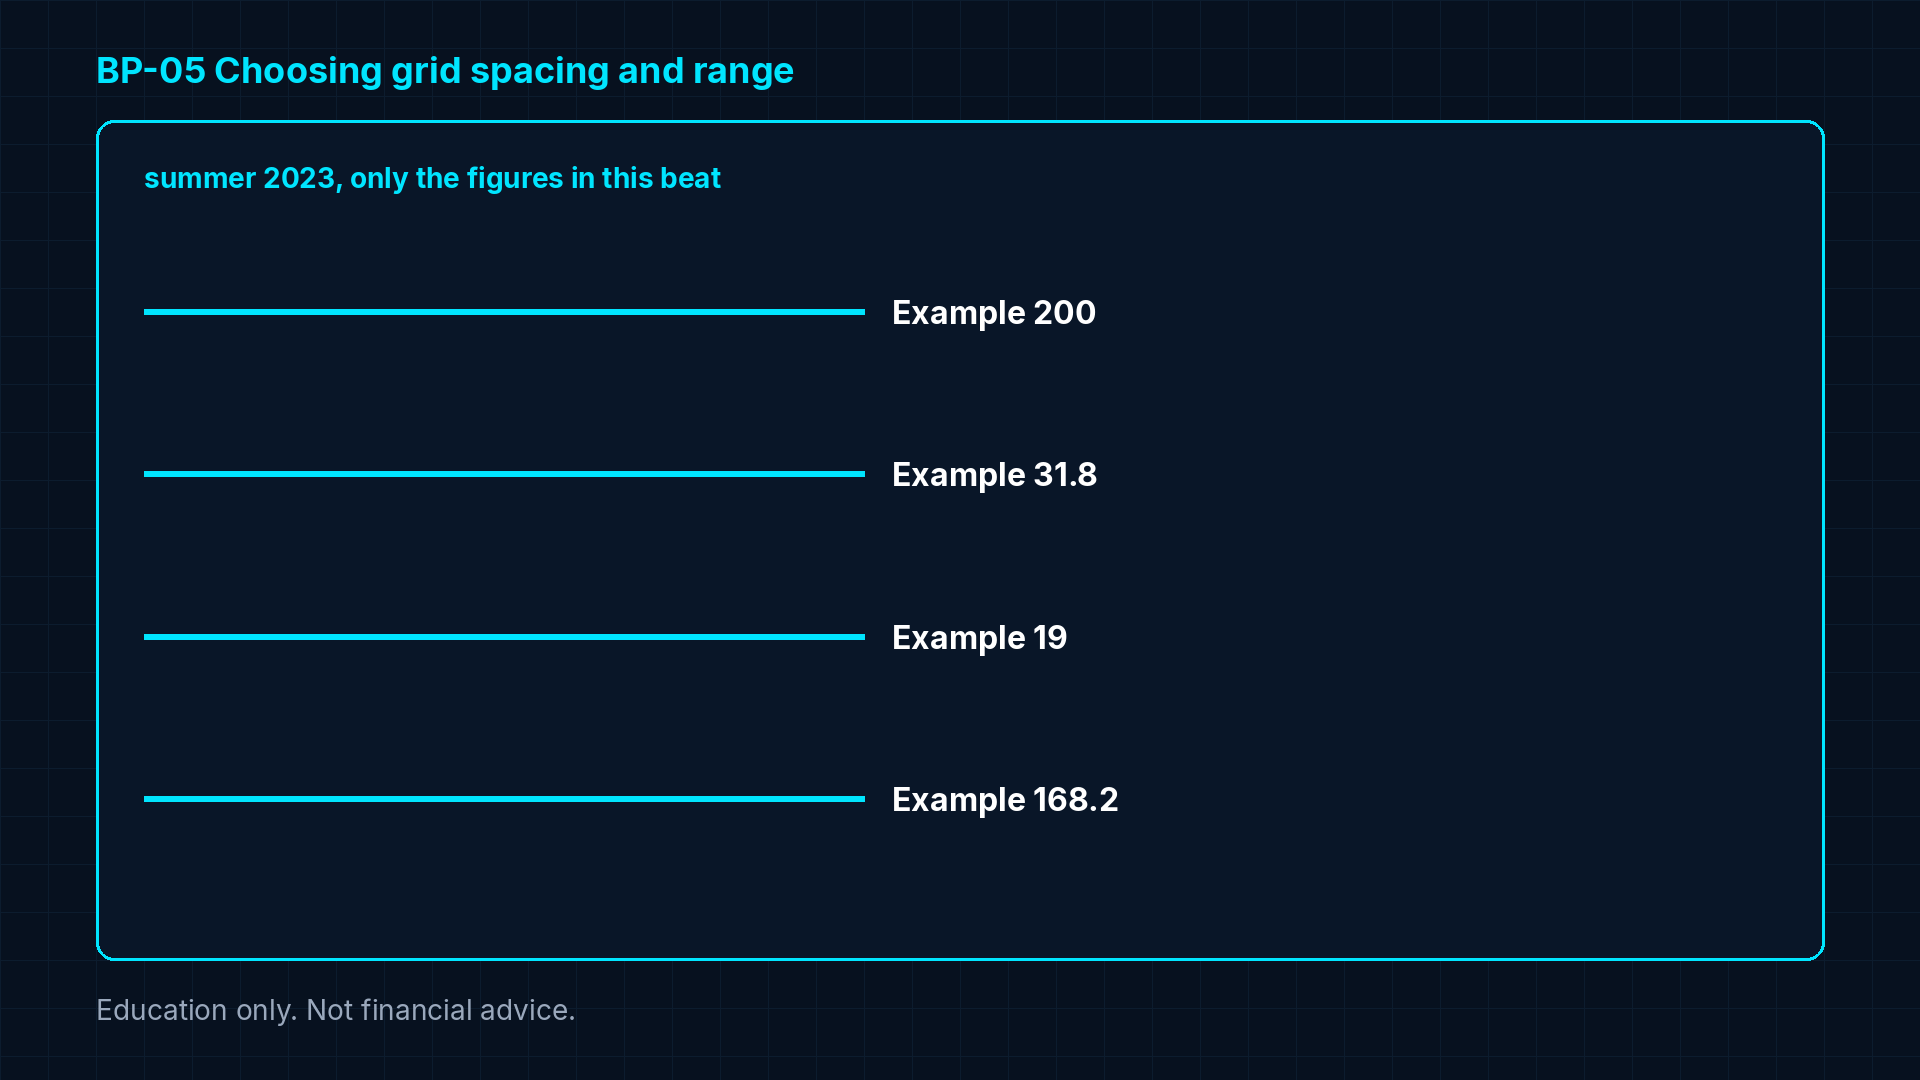 BP-05 Choosing grid spacing and range
summer 2023, only the figures in this beat
Example 200
Example 31.8
Example 19
Example 168.2
Education only. Not financial advice.